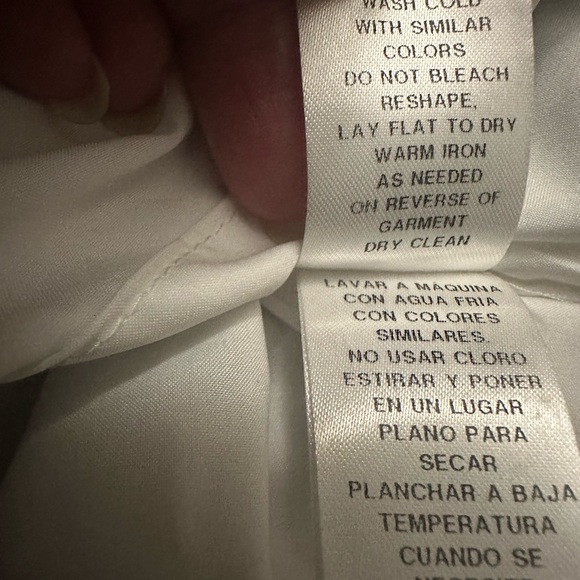 WASH COLD
WITH SIMILAR
COLORS
DO NOT BLEACH
RESHAPE,
LAY FLAT TO DRY
WARM IRON
AS NEEDED
ON REVERSE OF
GARMENT
DRY CLEAN
LAVAR A MAQUINA
CON AGUA FRIA
CON COLORES
SIMILARES.
NO USAR CLORO
ESTIRAR Y PONER
EN UN LUGAR
PLANO PARA
SECAR
PLANCHAR A BAJA
TEMPERATURA
CUANDO SE